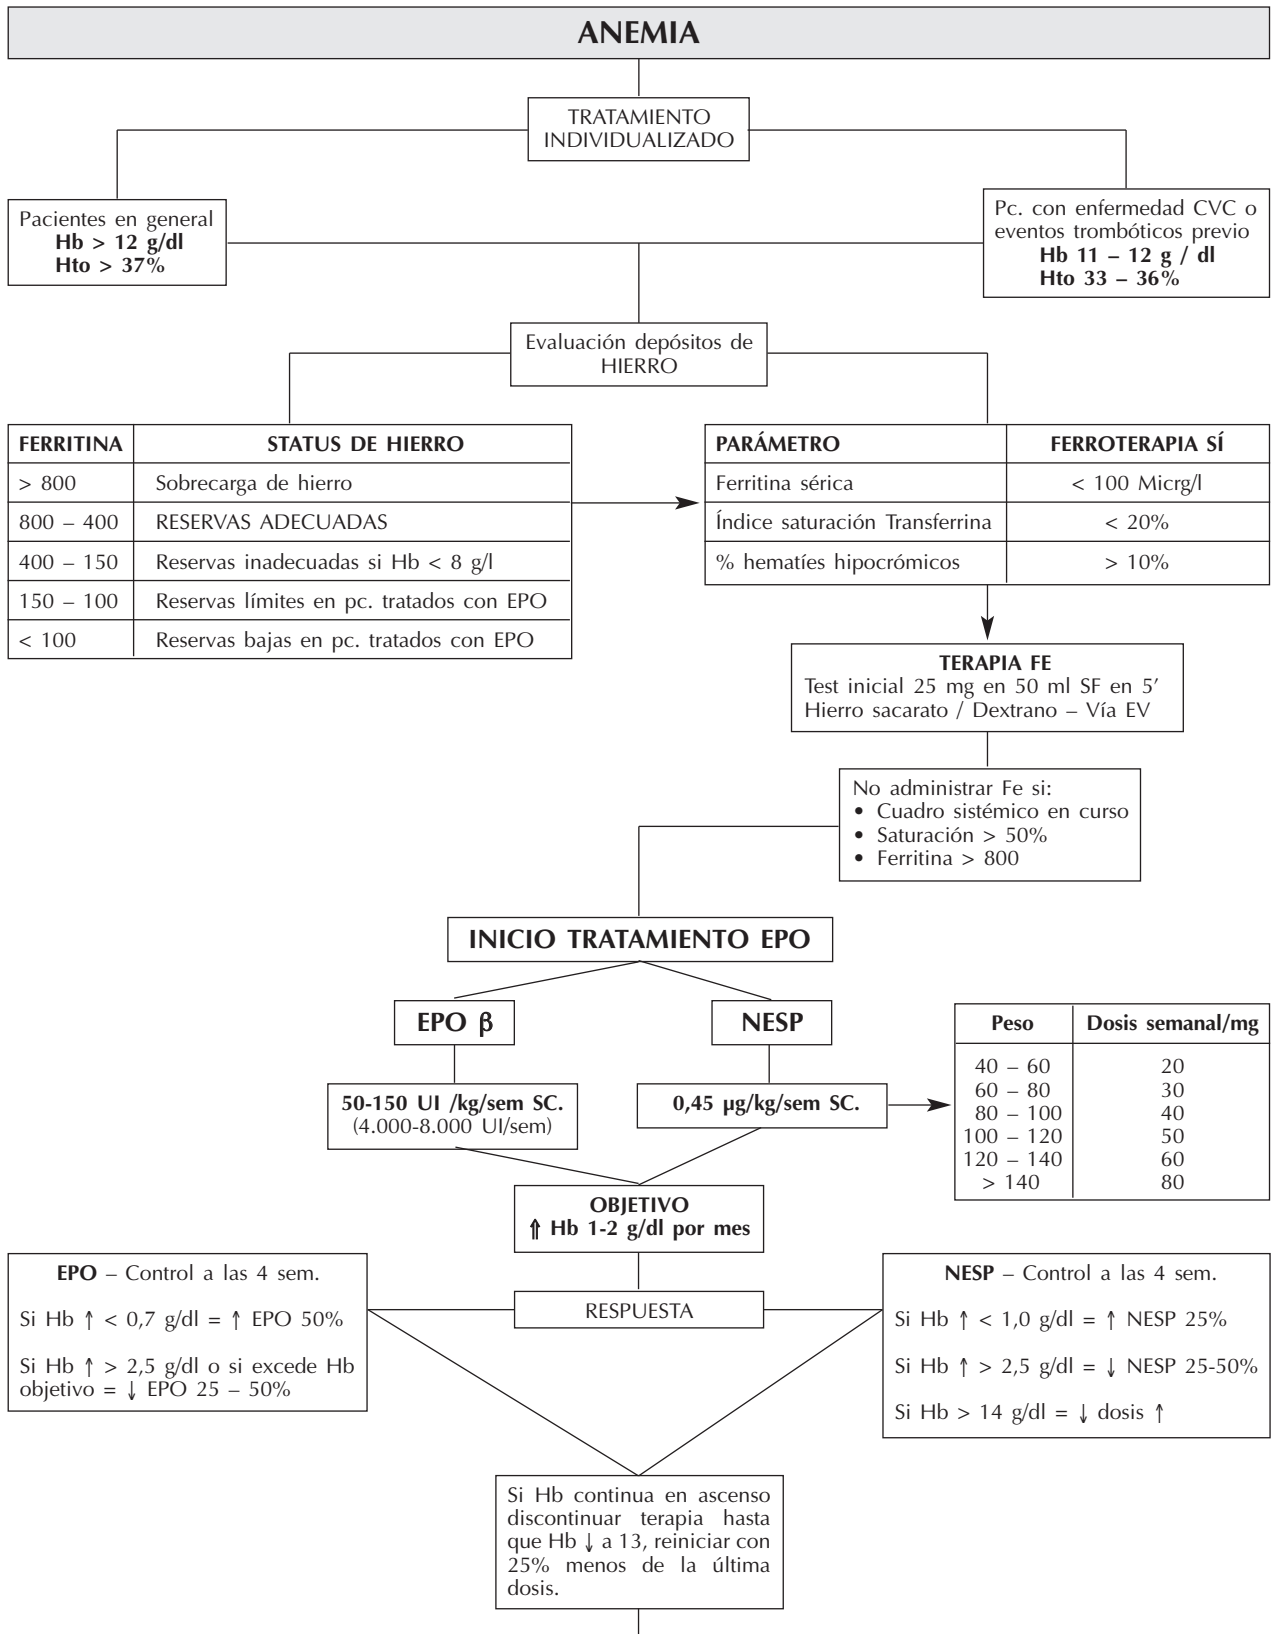 ANEMIA
TRATAMIENTO
INDIVIDUALIZADO
Pacientes en general
Hb > 12 g/dl
Hto > 37%
Pc. con enfermedad CVC o
eventos trombóticos previo
Hb 11 – 12 g / dl
Hto 33 – 36%
Evaluación depósitos de
HIERRO
FERRITINA STATUS DE HIERRO
> 800 Sobrecarga de hierro
800 – 400 RESERVAS ADECUADAS
400 – 150 Reservas inadecuadas si Hb < 8 g/l
150 – 100 Reservas límites en pc. tratados con EPO
< 100 Reservas bajas en pc. tratados con EPO
PARÁMETRO FERROTERAPIA SÍ
Ferritina sérica < 100 Micrg/l
Índice saturación Transferrina < 20%
% hematíes hipocrómicos > 10%
TERAPIA FE
Test inicial 25 mg en 50 ml SF en 5’
Hierro sacarato / Dextrano – Vía EV
No administrar Fe si:
• Cuadro sistémico en curso
• Saturación > 50%
• Ferritina > 800
INICIO TRATAMIENTO EPO
EPO β
NESP
50-150 UI /kg/sem SC.
(4.000-8.000 UI/sem)
0,45 µg/kg/sem SC.
Peso Dosis semanal/mg
40 – 60 20
60 – 80 30
80 – 100 40
100 – 120 50
120 – 140 60
> 140 80
OBJETIVO
⇑ Hb 1-2 g/dl por mes
EPO – Control a las 4 sem.
Si Hb ↑ < 0,7 g/dl = ↑ EPO 50%
Si Hb ↑ > 2,5 g/dl o si excede Hb
objetivo = ↓ EPO 25 – 50%
RESPUESTA
NESP – Control a las 4 sem.
Si Hb ↑ < 1,0 g/dl = ↑ NESP 25%
Si Hb ↑ > 2,5 g/dl = ↓ NESP 25-50%
Si Hb > 14 g/dl = ↓ dosis ↑
Si Hb continua en ascenso
discontinuar terapia hasta
que Hb ↓ a 13, reiniciar con
25% menos de la última
dosis.